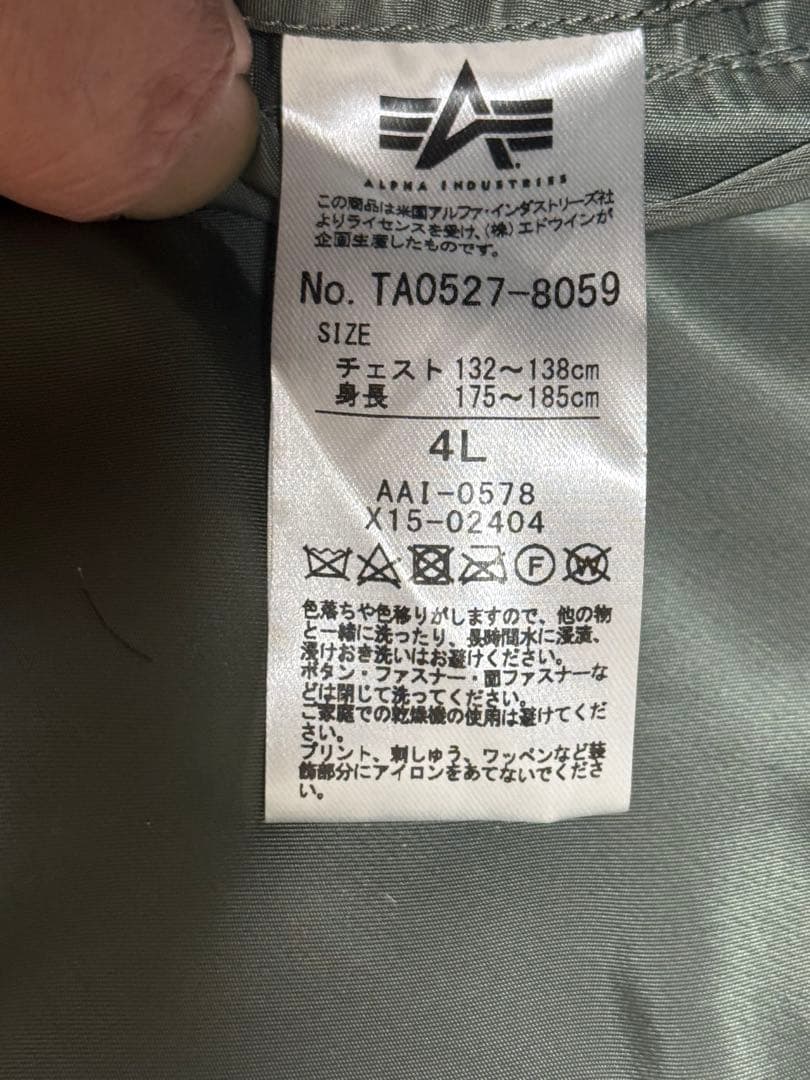 ALPHA INDUSTRIES
この商品は米国アルファ・インダストリーズ社
よりライセンスを受け、(株)エドウインが
企画生産したものです。
No. TA0527-8059
SIZE
チェスト 132〜138cm
身長 175〜185cm
4L
AAI-0578
X15-02404
F W
色落ちや色移りがしますので、他の物
と一緒に洗ったり、長時間水に浸漬、
浸けおき洗いはお避けください。
ボタン・ファスナー・面ファスナーな
どは閉じて洗ってください。
ご家庭での乾燥機の使用は避けてくだ
さい。
プリント、刺しゅう、ワッペンなど装
飾部分にアイロンをあてないでくださ
い。